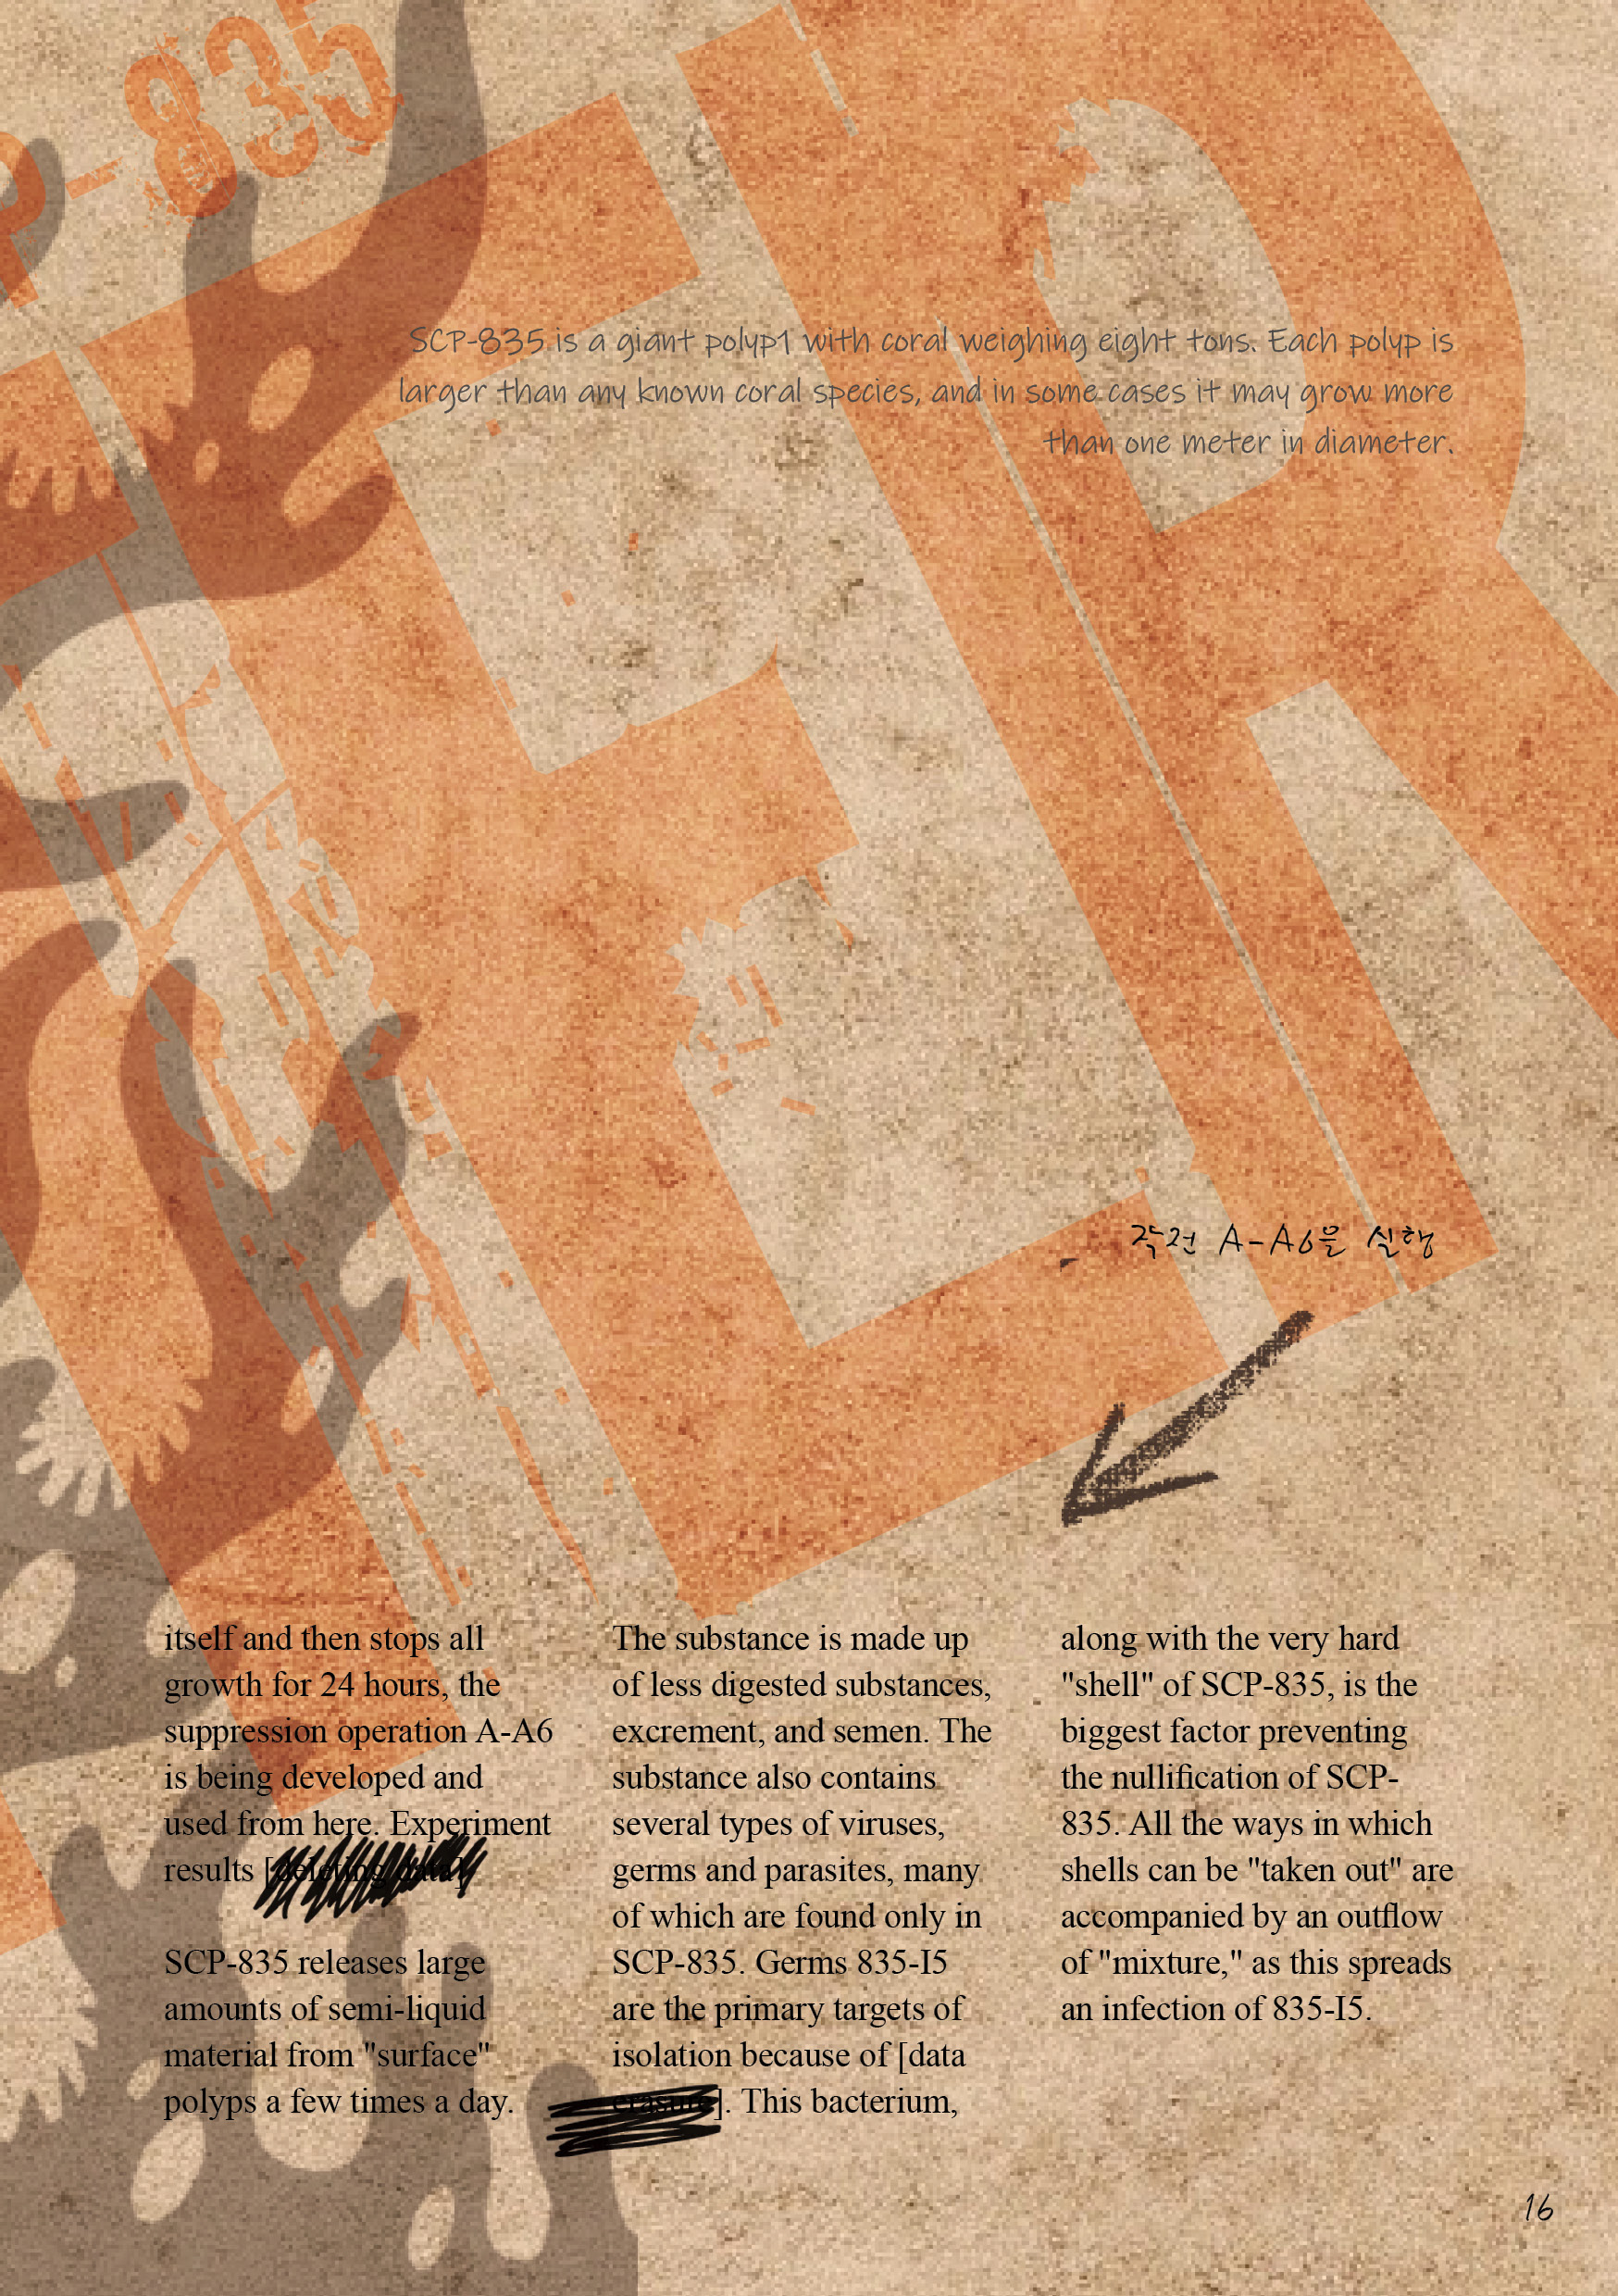 P-835
ER
SCP-835 is a giant polyp1 with coral weighing eight tons. Each polyp is
larger than any known coral species, and in some cases it may grow more
than one meter in diameter.
작전 A-A6을 실행
itself and then stops all
growth for 24 hours, the
suppression operation A-A6
is being developed and
used from here. Experiment
results [deleting data]
SCP-835 releases large
amounts of semi-liquid
material from "surface"
polyps a few times a day.
The substance is made up
of less digested substances,
excrement, and semen. The
substance also contains
several types of viruses,
germs and parasites, many
of which are found only in
SCP-835. Germs 835-I5
are the primary targets of
isolation because of [data
erasure]. This bacterium,
along with the very hard
"shell" of SCP-835, is the
biggest factor preventing
the nullification of SCP-
835. All the ways in which
shells can be "taken out" are
accompanied by an outflow
of "mixture," as this spreads
an infection of 835-I5.
16